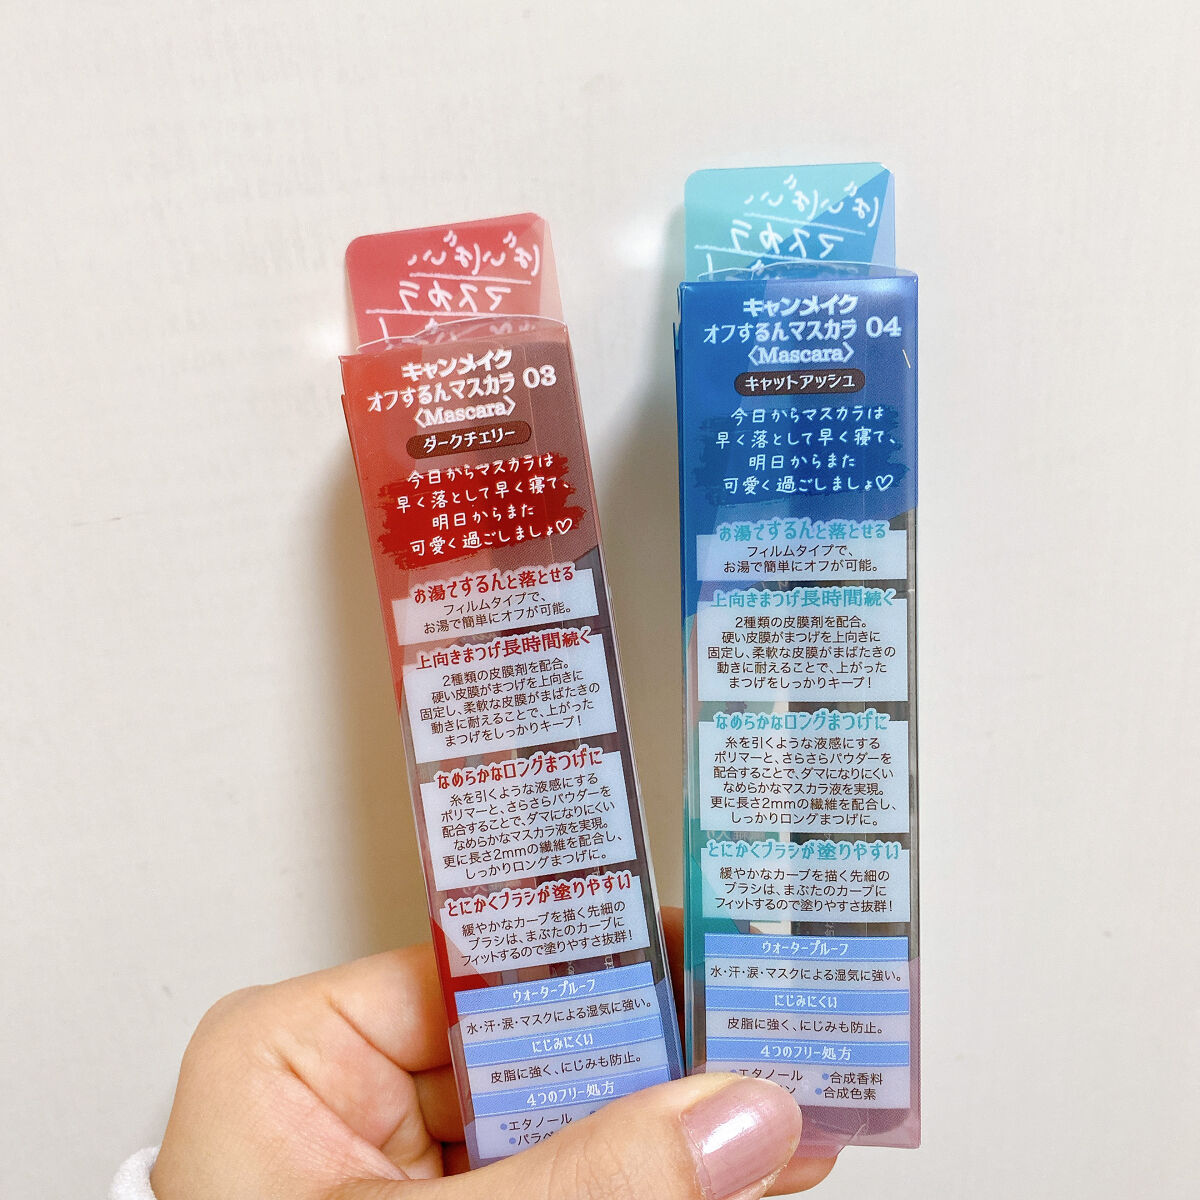 ばいばい、
マスカラ
キャンメイク
オフするんマスカラ 03
〈Mascara〉
ダークチェリー
今日からマスカラは
早く落として早く寝て、
明日からまた
可愛く過ごしましょ♡
お湯でするんと落とせる
フィルムタイプで、
お湯で簡単にオフが可能。
上向きまつげ長時間続く
2種類の皮膜剤を配合。
硬い皮膜がまつげを上向きに
固定し、柔軟な皮膜がまばたきの
動きに耐えることで、上がった
まつげをしっかりキープ!
なめらかなロングまつげに
糸を引くような液感にする
ポリマーと、さらさらパウダーを
配合することで、ダマになりにくい
なめらかなマスカラ液を実現。
更に長さ2mmの繊維を配合し、
しっかりロングまつげに。
とにかくブラシが塗りやすい
緩やかなカーブを描く先細の
ブラシは、まぶたのカーブに
フィットするので塗りやすさ抜群!
ウォータープルーフ
水・汗・涙・マスクによる湿気に強い。
にじみにくい
皮脂に強く、にじみも防止。
4つのフリー処方
●エタノール
●パラベ
ばいばい、
マスカラ
キャンメイク
オフするんマスカラ 04
〈Mascara〉
キャットアッシュ
今日からマスカラは
早く落として早く寝て、
明日からまた
可愛く過ごしましょ♡
お湯でするんと落とせる
フィルムタイプで、
お湯で簡単にオフが可能。
上向きまつげ長時間続く
2種類の皮膜剤を配合。
硬い皮膜がまつげを上向きに
固定し、柔軟な皮膜がまばたきの
動きに耐えることで、上がった
まつげをしっかりキープ!
なめらかなロングまつげに
糸を引くような液感にする
ポリマーと、さらさらパウダーを
配合することで、ダマになりにくい
なめらかなマスカラ液を実現。
更に長さ2mmの繊維を配合し、
しっかりロングまつげに。
とにかくブラシが塗りやすい
緩やかなカーブを描く先細の
ブラシは、まぶたのカーブに
フィットするので塗りやすさ抜群!
ウォータープルーフ
水・汗・涙・マスクによる湿気に強い。
にじみにくい
皮脂に強く、にじみも防止。
4つのフリー処方
●エタノール ●合成香料
ン ●合成色素